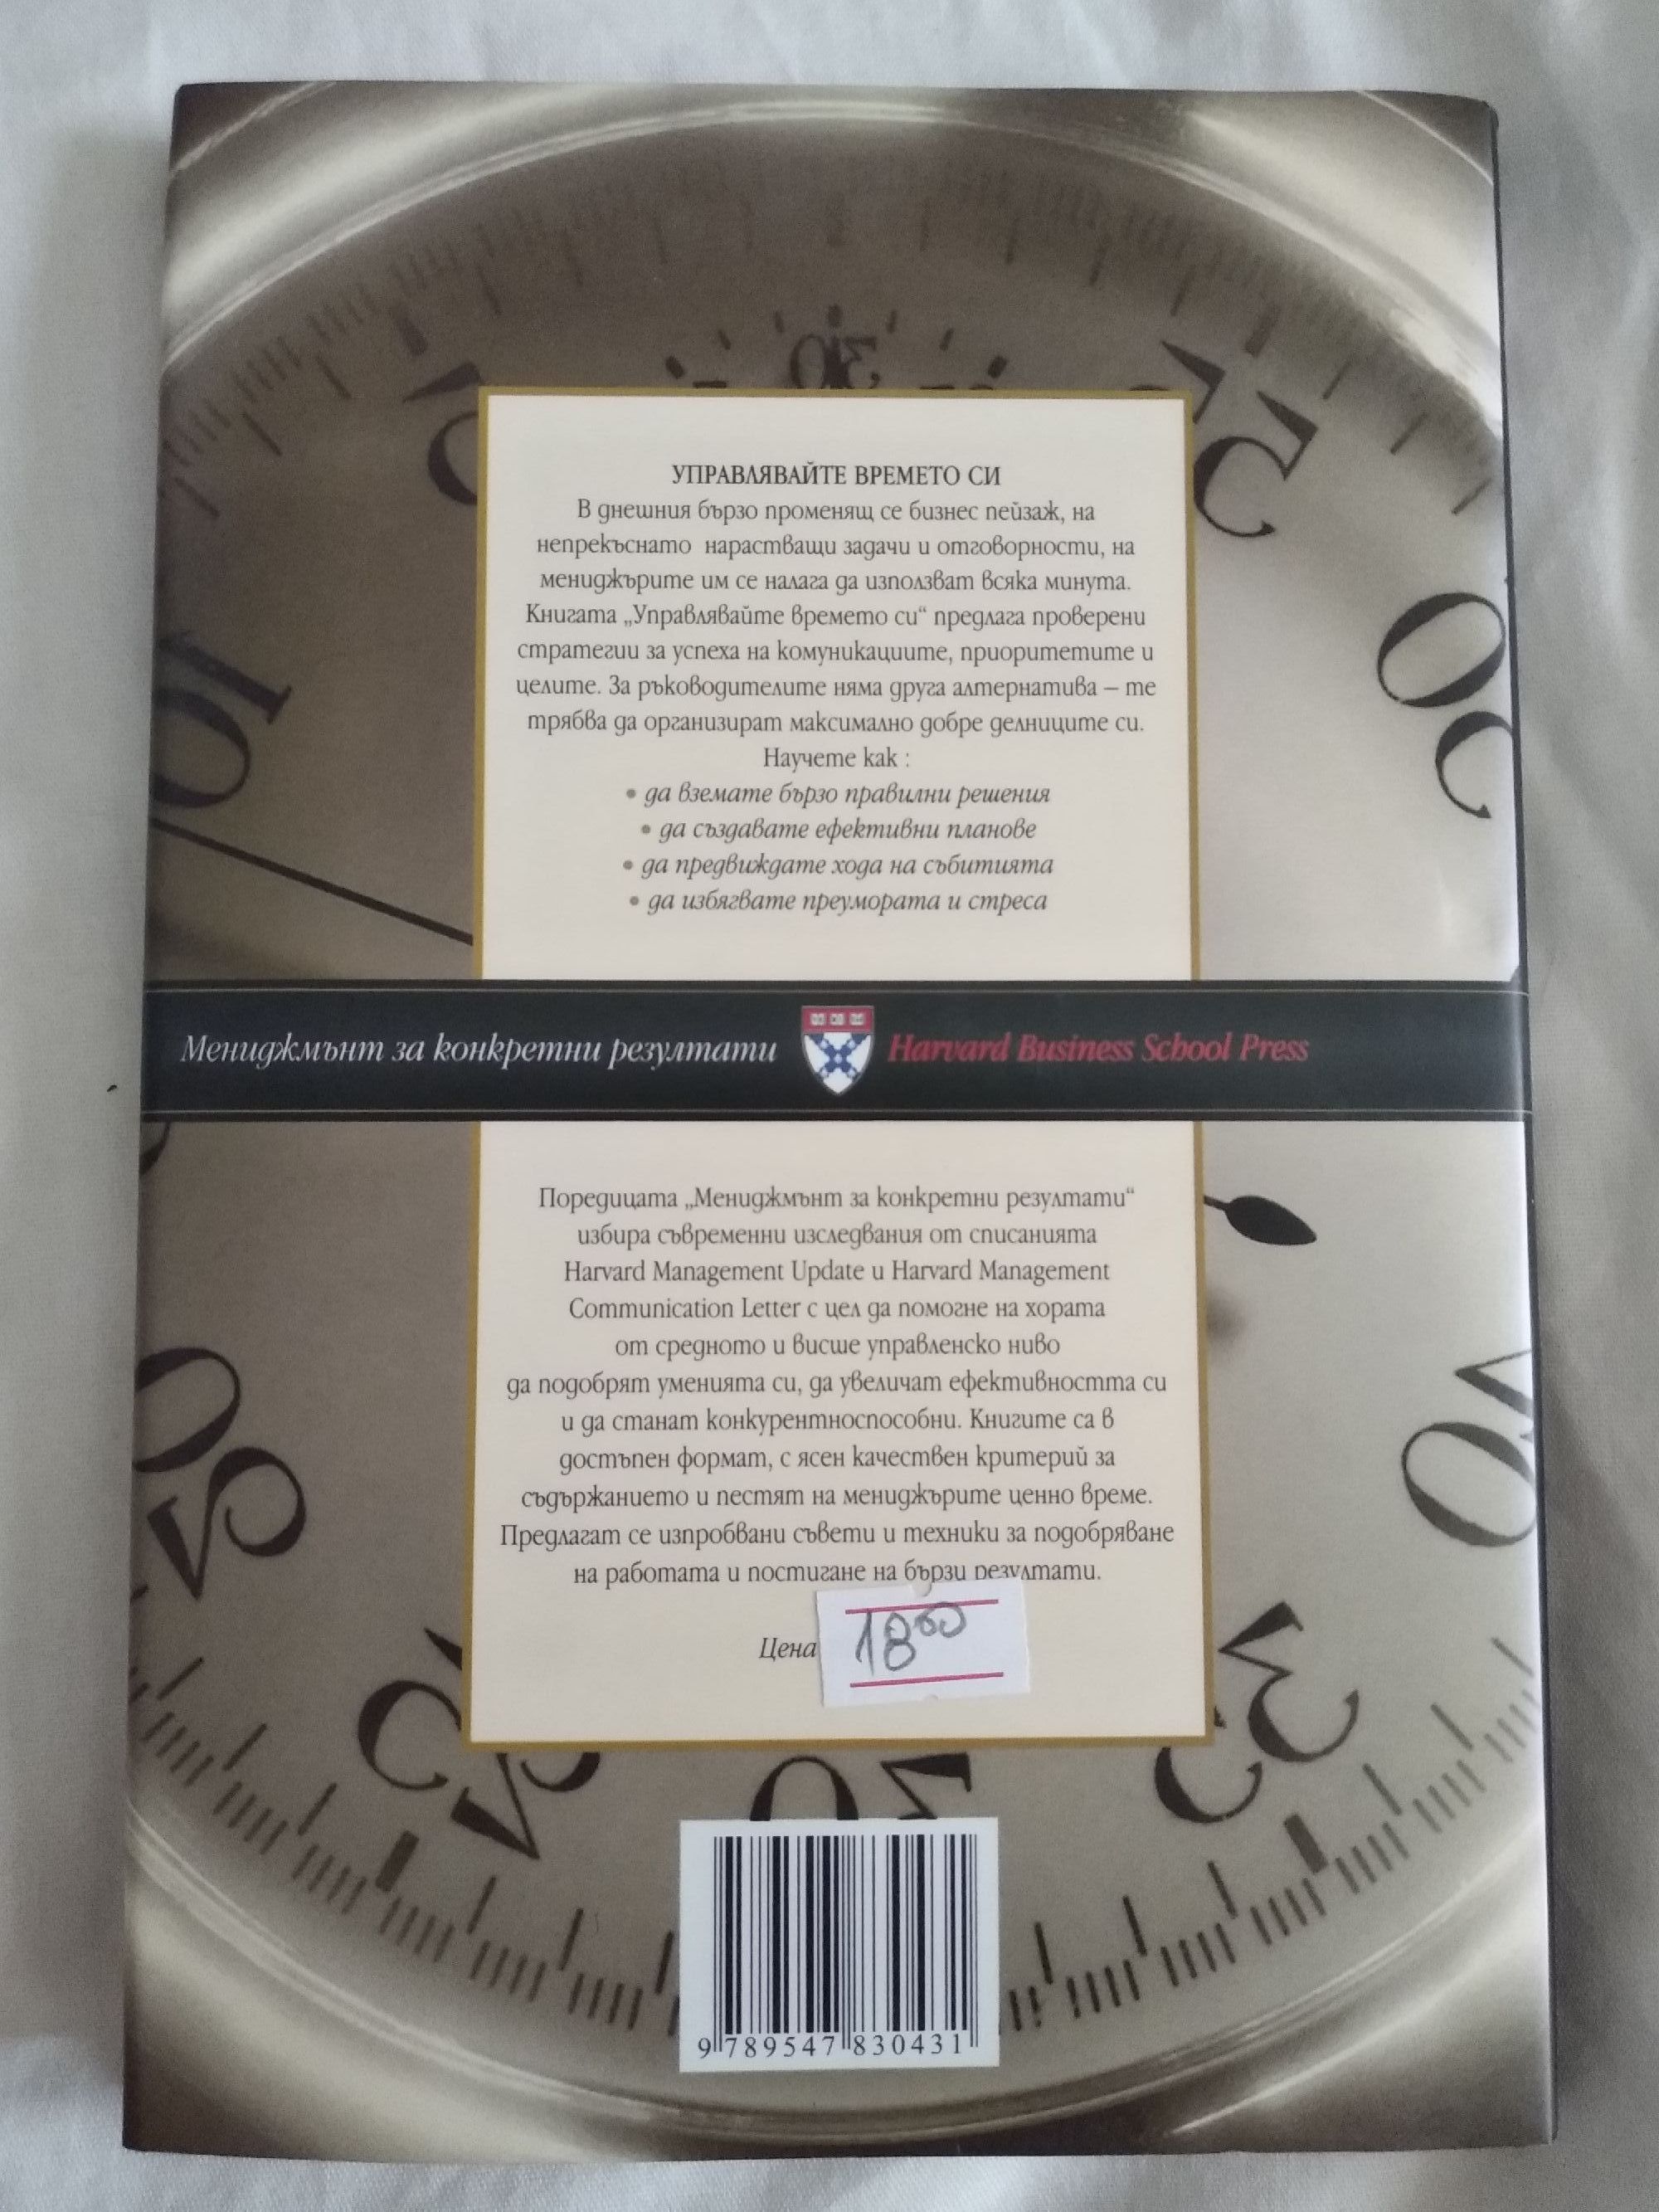 30
УПРАВЛЯВАЙТЕ ВРЕМЕТО СИ
В днешния бързо променящ се бизнес пейзаж, на
непрекъснато нарастващи задачи и отговорности, на
мениджърите им се налага да използват всяка минута.
Книгата „Управлявайте времето си“ предлага проверени
стратегии за успеха на комуникациите, приоритетите и
целите. За ръководителите няма друга алтернатива – те
трябва да организират максимално добре делниците си.
Научете как :
• да вземате бързо правилни решения
• да създавате ефективни планове
• да предвиждате хода на събитията
• да избягвате преумората и стреса
Мениджмънт за конкретни резултати Harvard Business School Press
Поредицата „Мениджмънт за конкретни резултати“
избира съвременни изследвания от списанията
Harvard Management Update и Harvard Management
Communication Letter с цел да помогне на хората
от средното и висше управленско ниво
да подобрят уменията си, да увеличат ефективността си
и да станат конкурентноспособни. Книгите са в
достъпен формат, с ясен качествен критерий за
съдържанието и пестят на мениджърите ценно време.
Предлагат се изпробвани съвети и техники за подобряване
на работата и постигане на бързи резултати.
Цена 18 60
9 789547 830431